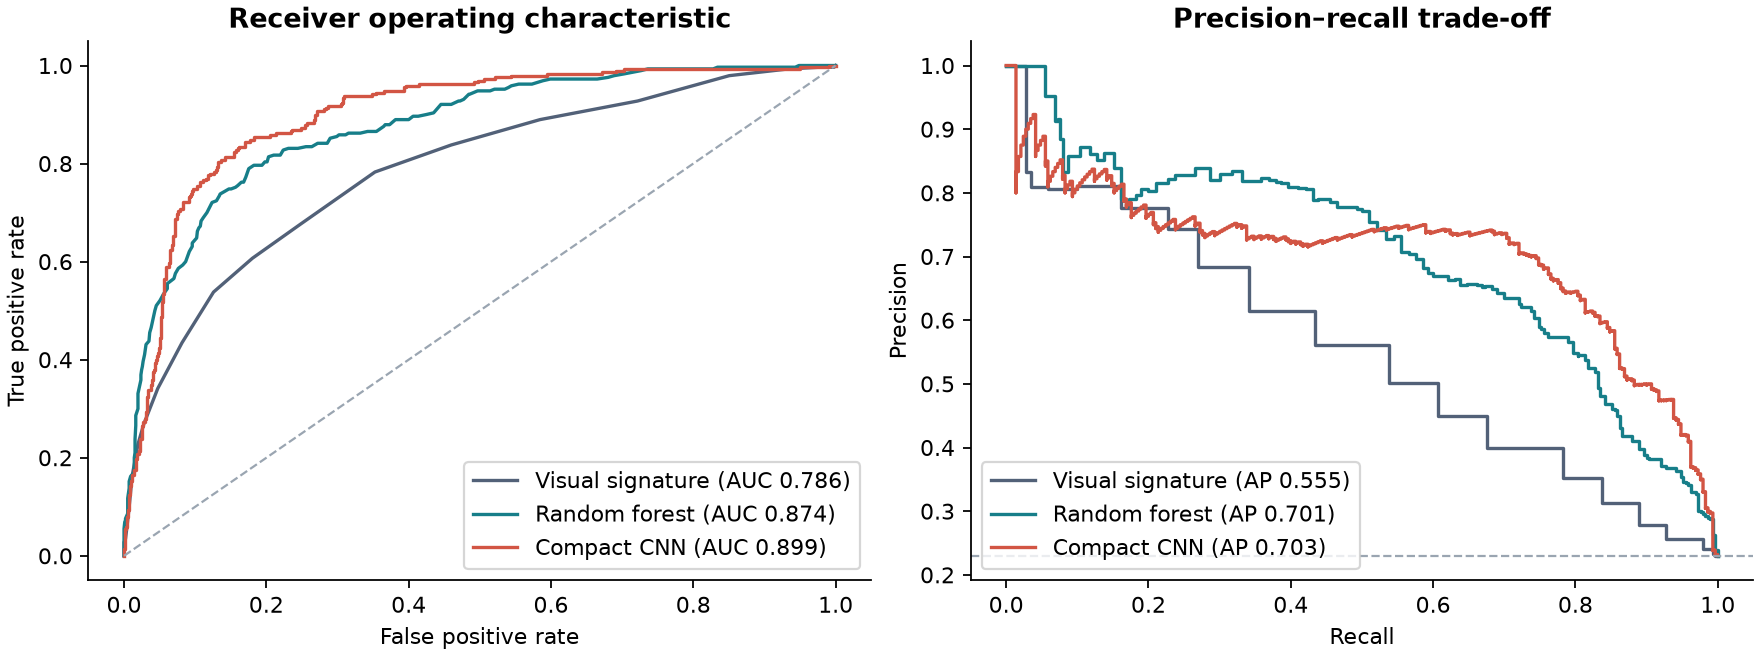 Receiver operating characteristic
True positive rate
1.0
0.8
0.6
0.4
0.2
0.0
Visual signature (AUC 0.786)
Random forest (AUC 0.874)
Compact CNN (AUC 0.899)
0.0 0.2 0.4 0.6 0.8 1.0
False positive rate
Precision–recall trade-off
Precision
1.0
0.9
0.8
0.7
0.6
0.5
0.4
0.3
0.2
Visual signature (AP 0.555)
Random forest (AP 0.701)
Compact CNN (AP 0.703)
0.0 0.2 0.4 0.6 0.8 1.0
Recall